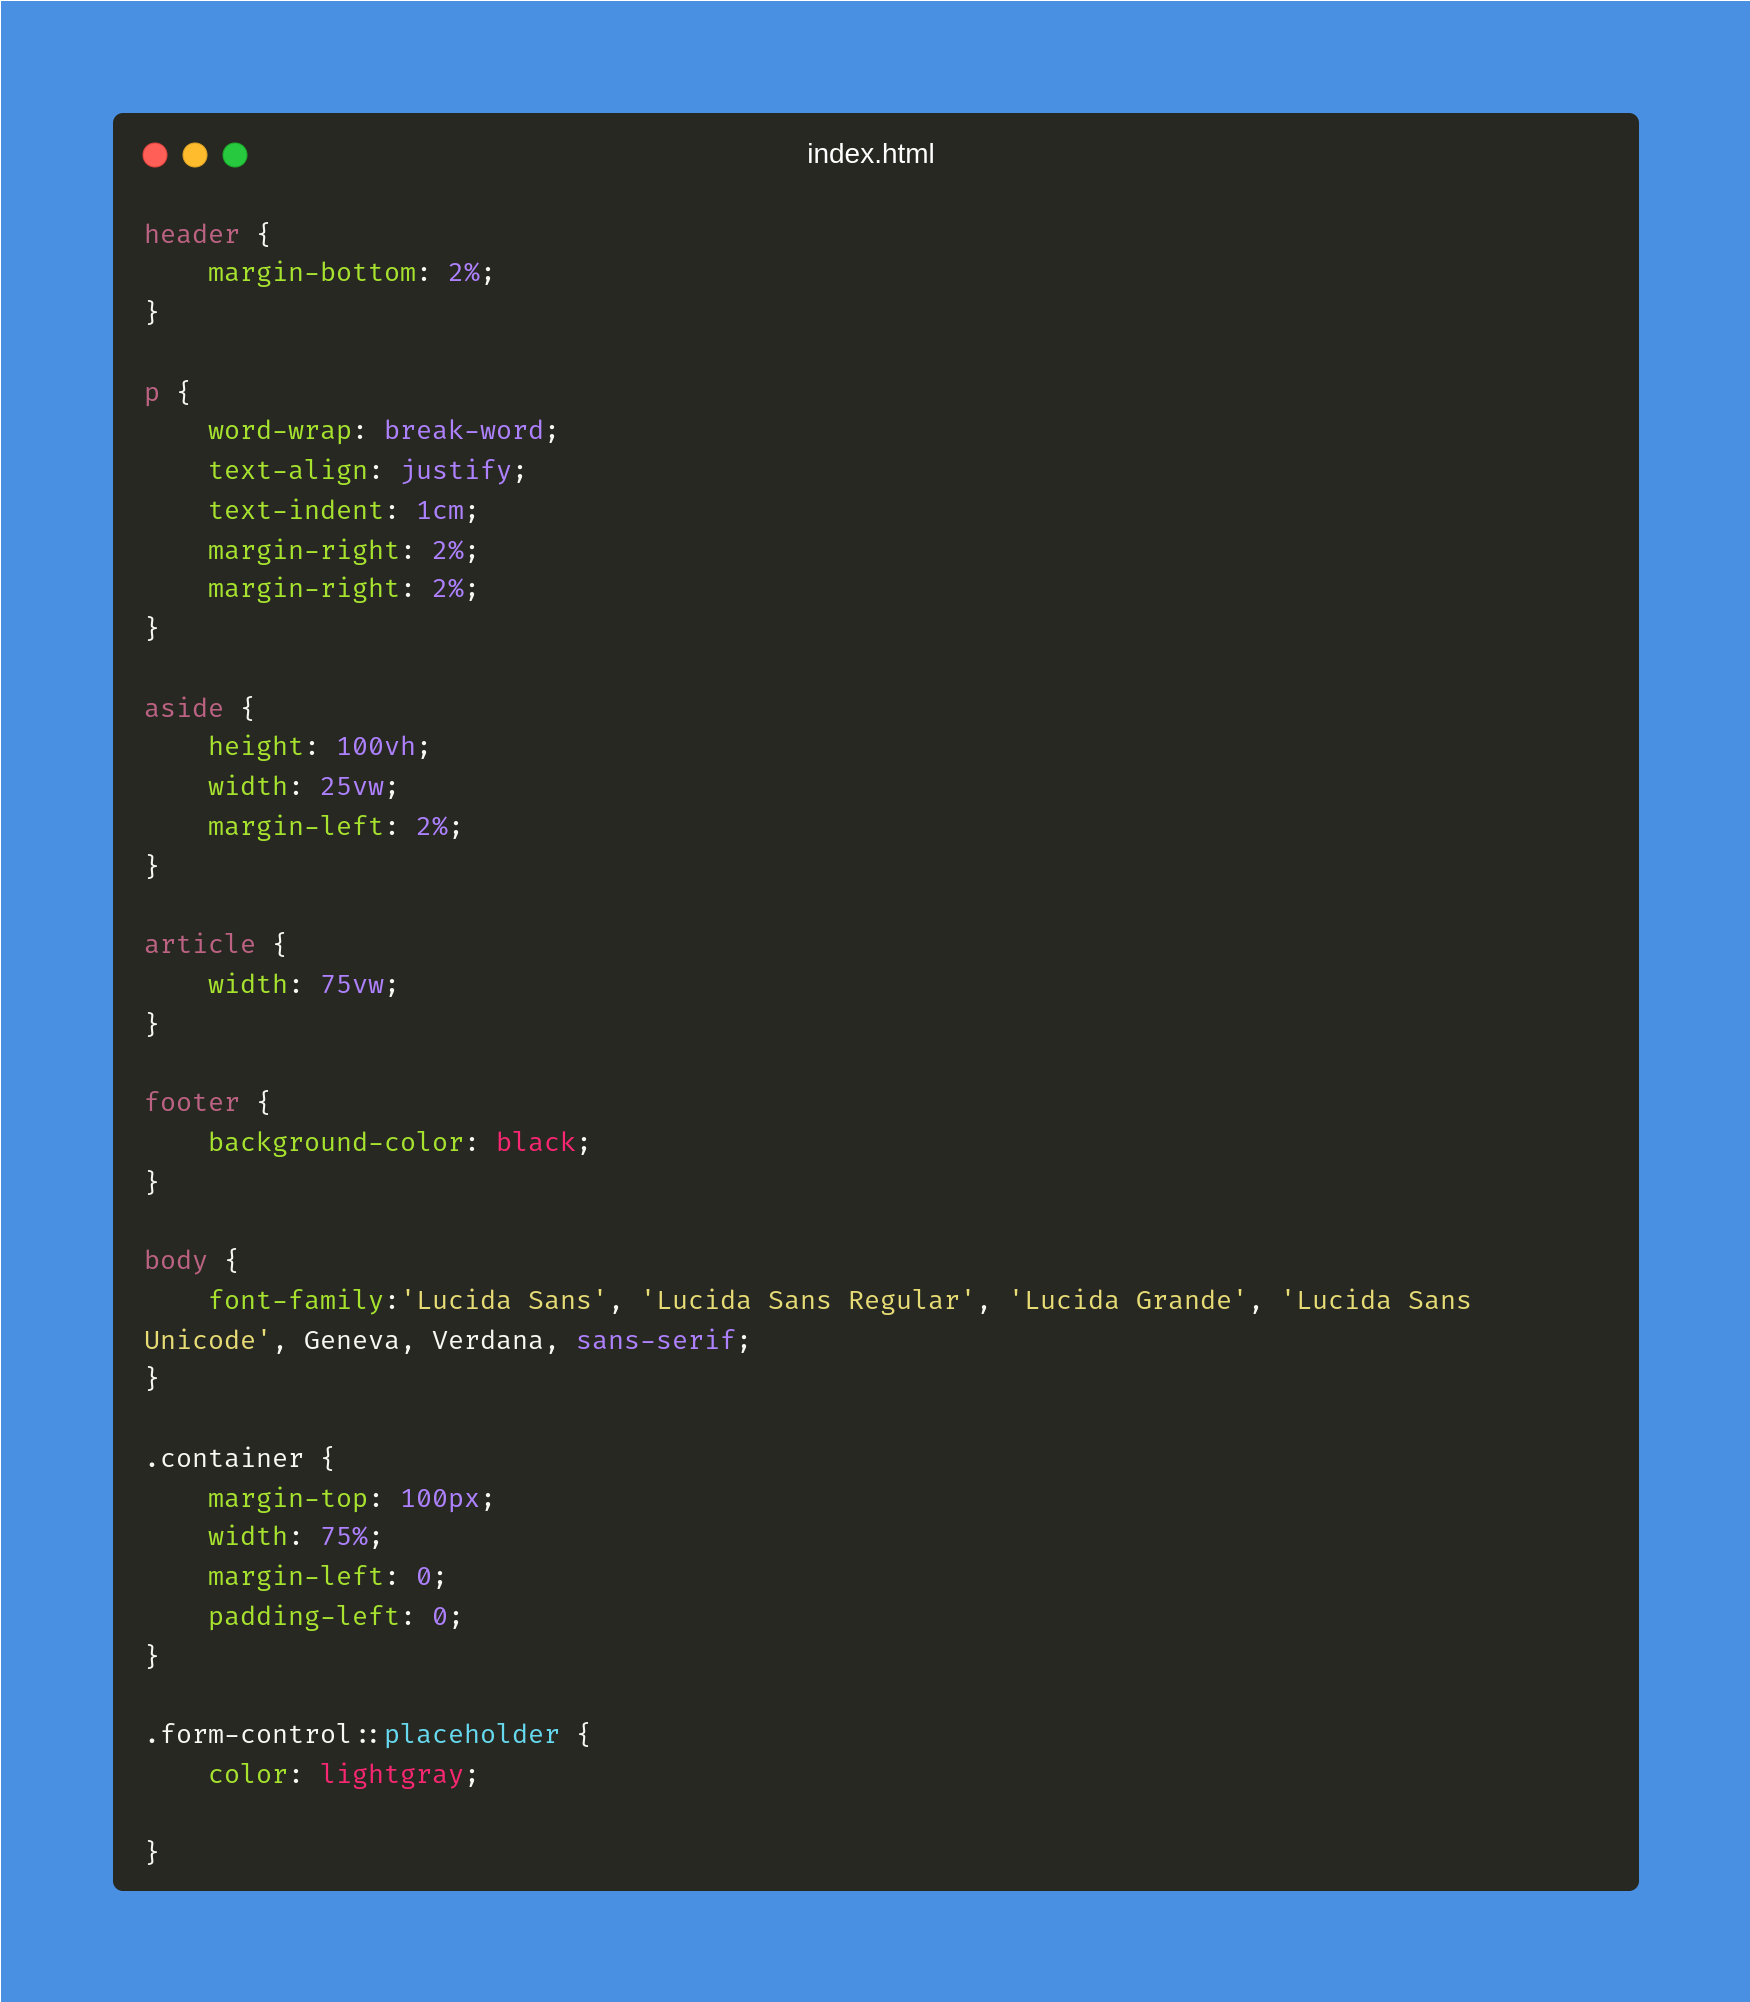 index.html
header {
    margin-bottom: 2%;
}
p {
    word-wrap: break-word;
    text-align: justify;
    text-indent: 1cm;
    margin-right: 2%;
    margin-right: 2%;
}
aside {
    height: 100vh;
    width: 25vw;
    margin-left: 2%;
}
article {
    width: 75vw;
}
footer {
    background-color: black;
}
body {
    font-family:'Lucida Sans', 'Lucida Sans Regular', 'Lucida Grande', 'Lucida Sans
Unicode', Geneva, Verdana, sans-serif;
}
.container {
    margin-top: 100px;
    width: 75%;
    margin-left: 0;
    padding-left: 0;
}
.form-control::placeholder {
    color: lightgray;
}